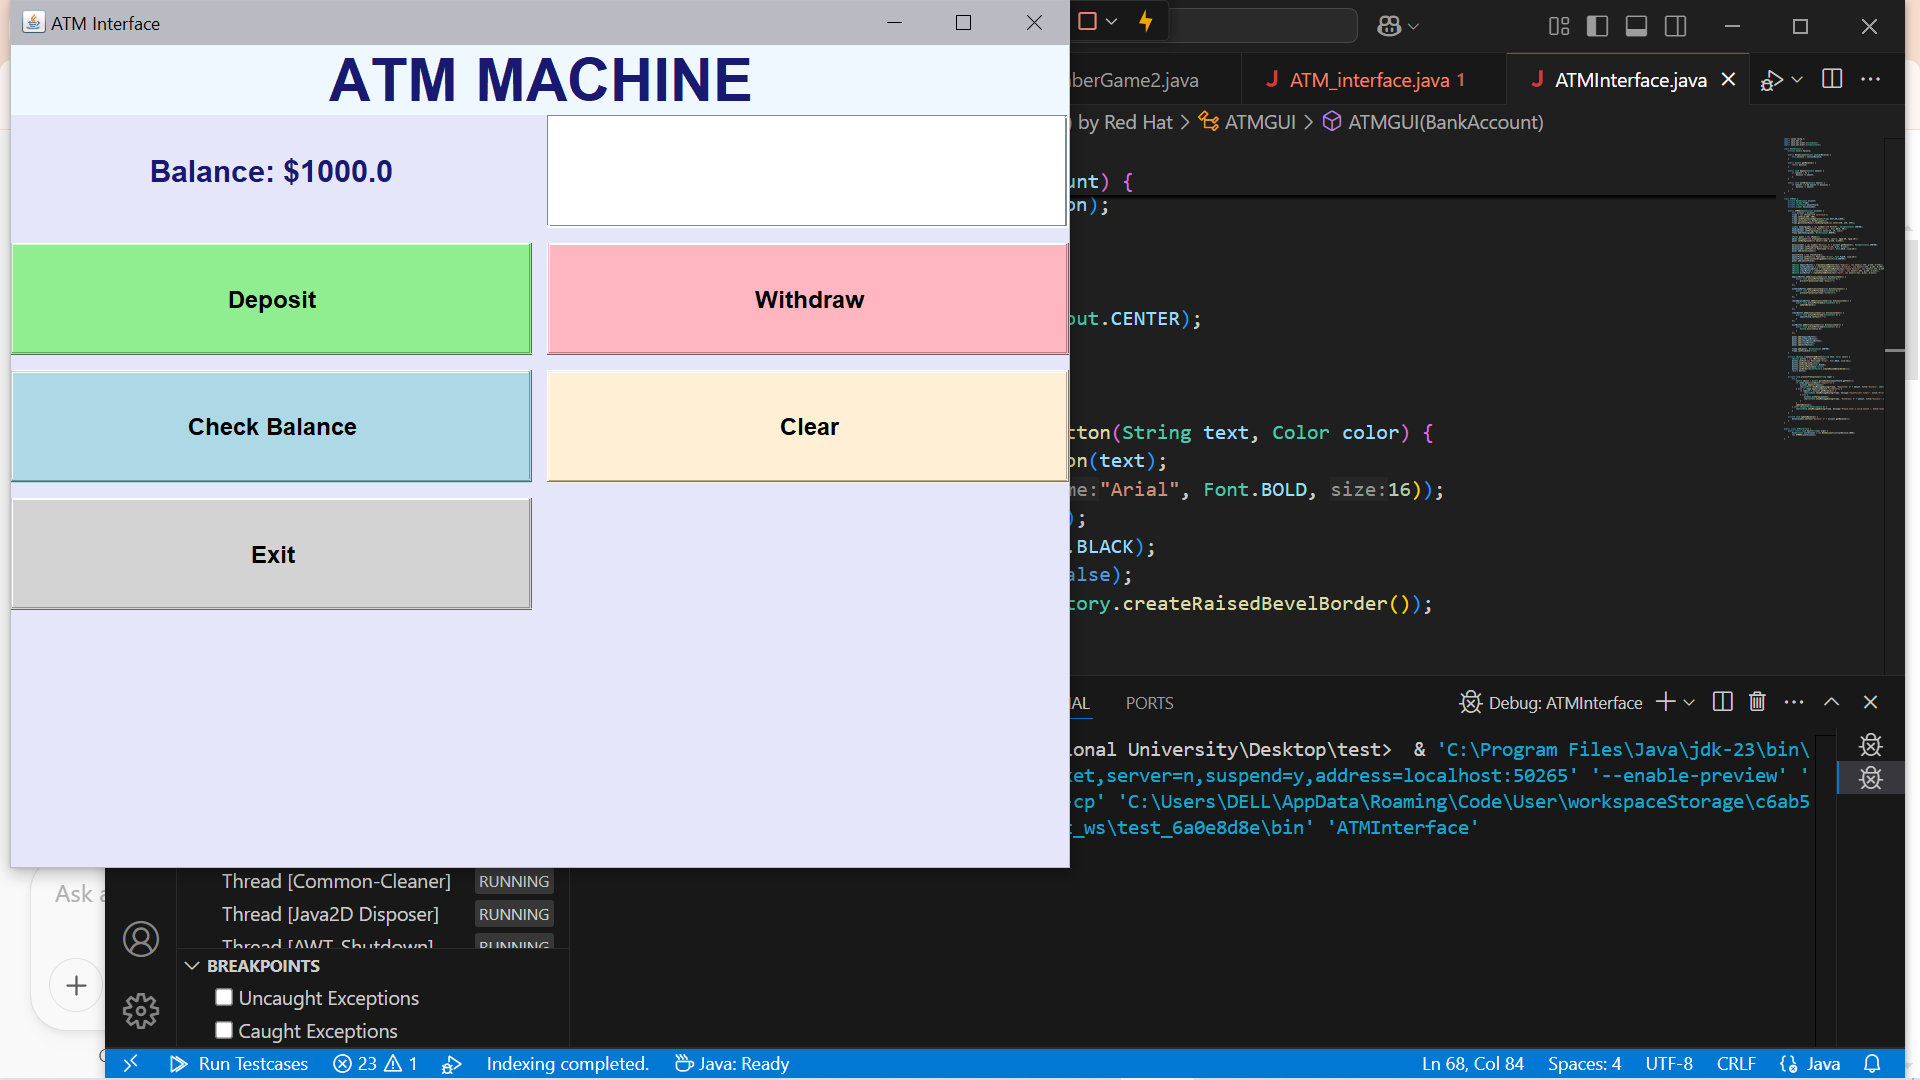 ATM Interface
ATM MACHINE
Balance: $1000.0
Deposit
Withdraw
Check Balance
Clear
Exit
berGame2.java
ATM_interface.java 1
ATMInterface.java
) by Red Hat > ATMGUI > ATMGUI(BankAccount)
unt) {
on);
out.CENTER);
tton(String text, Color color) {
on(text);
me:"Arial", Font.BOLD, size:16));
);
.BLACK);
alse);
tory.createRaisedBevelBorder());
AL
PORTS
Debug: ATMInterface
ional University\Desktop\test>  & 'C:\Program Files\Java\jdk-23\bin\
ket,server=n,suspend=y,address=localhost:50265' '--enable-preview' '
cp' 'C:\Users\DELL\AppData\Roaming\Code\User\workspaceStorage\c6ab5
t_ws\test_6a0e8d8e\bin' 'ATMInterface'
Ask a
Thread [Common-Cleaner] RUNNING
Thread [Java2D Disposer] RUNNING
Thread [AWT-Shutdown] RUNNING
BREAKPOINTS
Uncaught Exceptions
Caught Exceptions
Run Testcases
23
1
Indexing completed.
Java: Ready
Ln 68, Col 84
Spaces: 4
UTF-8
CRLF
Java